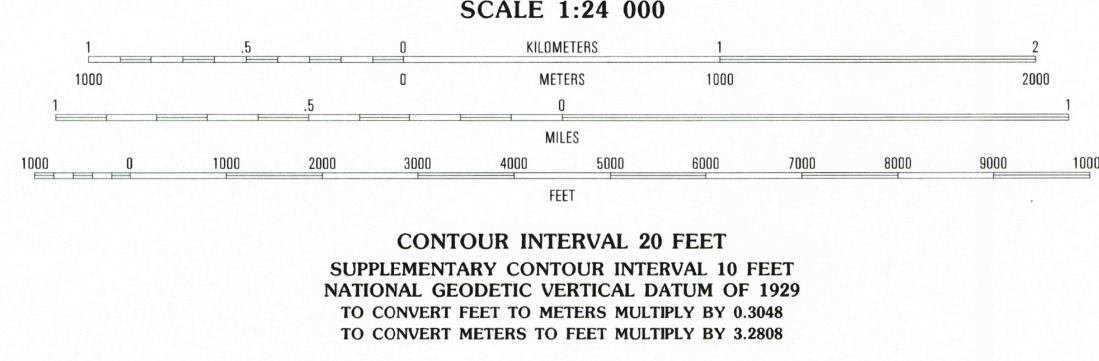 SCALE 1:24 000
1 .5 0 KILOMETERS 1 2
1000 0 METERS 1000 2000
1 .5 0 1
MILES
1000 0 1000 2000 3000 4000 5000 6000 7000 8000 9000 1000
FEET
CONTOUR INTERVAL 20 FEET
SUPPLEMENTARY CONTOUR INTERVAL 10 FEET
NATIONAL GEODETIC VERTICAL DATUM OF 1929
TO CONVERT FEET TO METERS MULTIPLY BY 0.3048
TO CONVERT METERS TO FEET MULTIPLY BY 3.2808